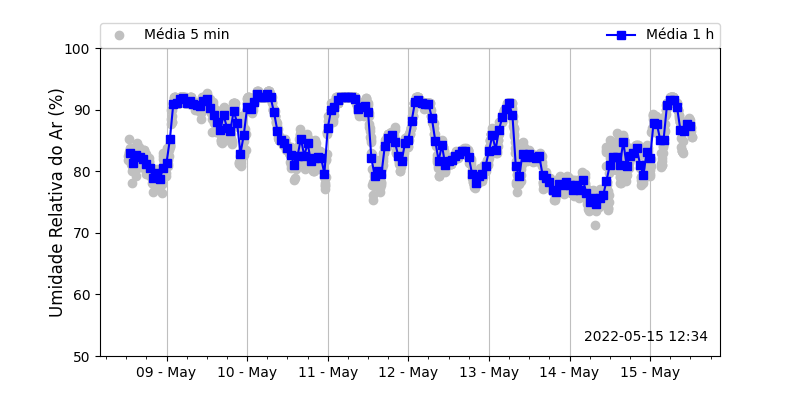 Média 5 min
Média 1 h
Umidade Relativa do Ar (%)
100
90
80
70
60
50
2022-05-15 12:34
09 - May
10 - May
11 - May
12 - May
13 - May
14 - May
15 - May